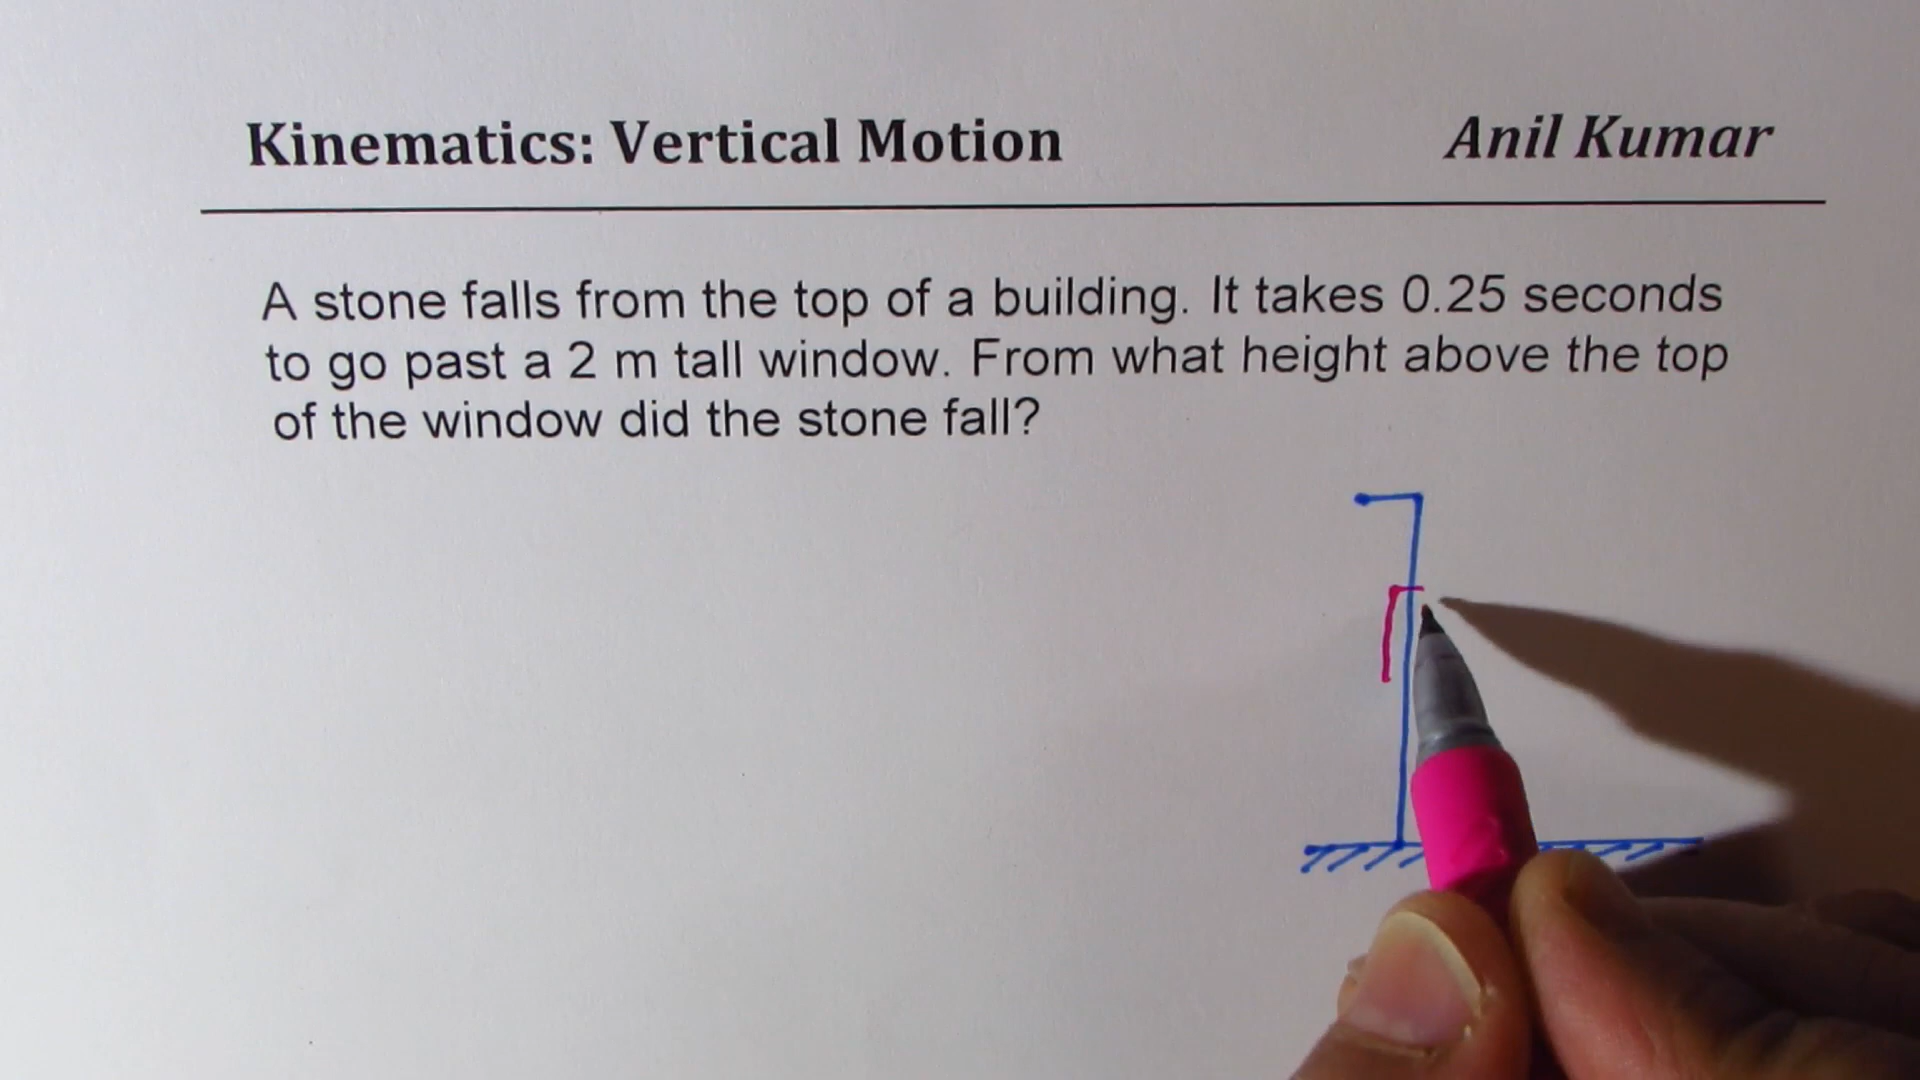 Kinematics: Vertical Motion
Anil Kumar
A stone falls from the top of a building. It takes 0.25 seconds
to go past a 2 m tall window. From what height above the top
of the window did the stone fall?